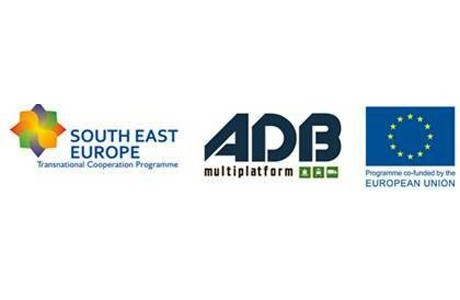 SOUTH EAST
EUROPE
Transnational Cooperation Programme
ADB
multiplatform
Programme co-funded by the
EUROPEAN UNION